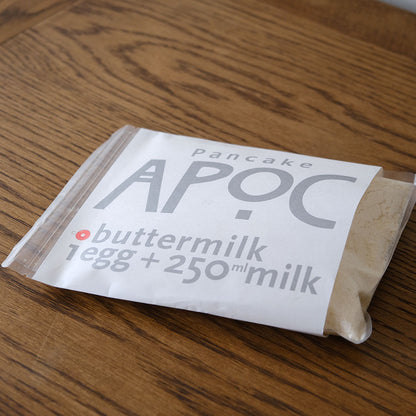 Pancake
APOC
buttermilk
1egg + 250ml milk